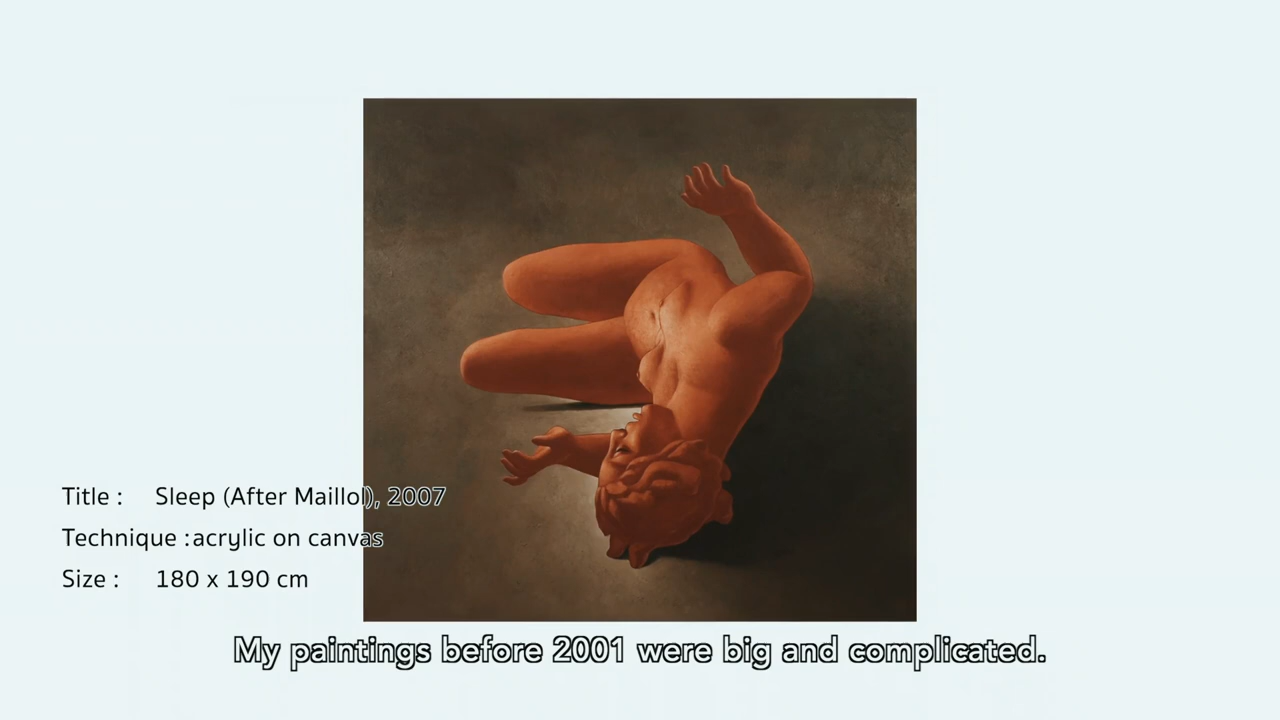 Title : Sleep (After Maillol), 2007
Technique :acrylic on canvas
Size : 180 x 190 cm
My paintings before 2001 were big and complicated.